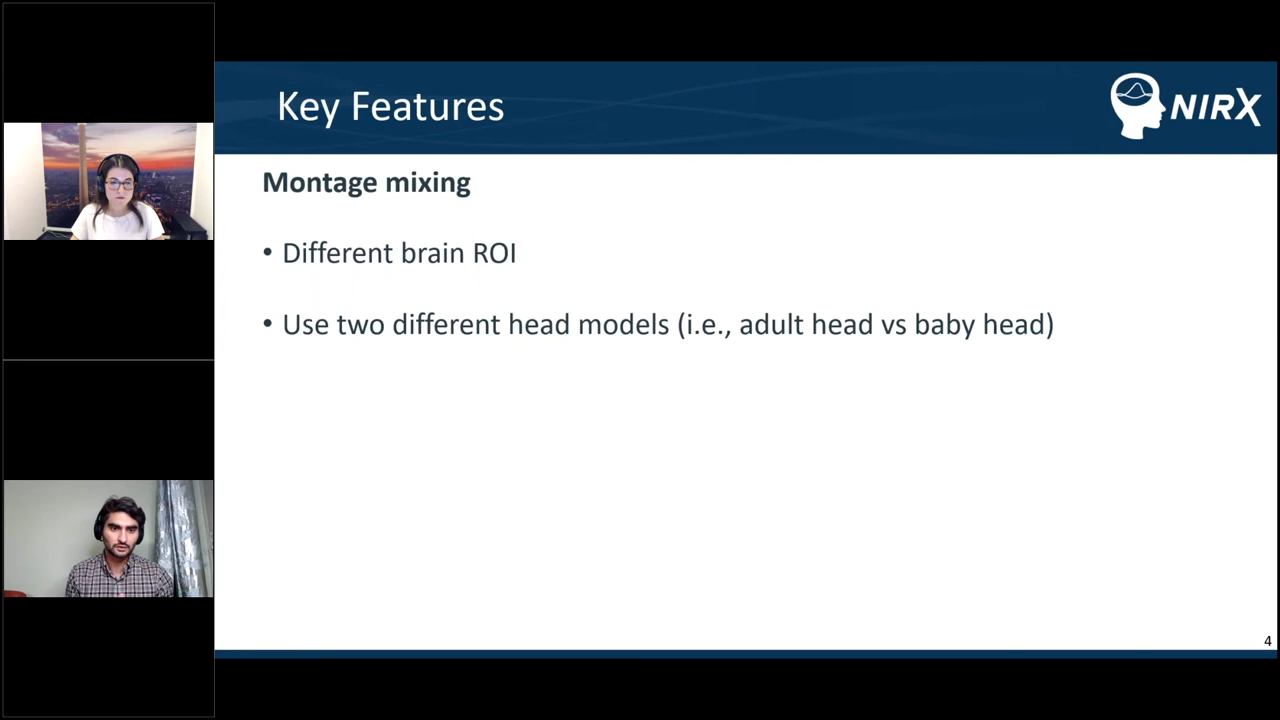 Key Features
NIRX
Montage mixing
• Different brain ROI
• Use two different head models (i.e., adult head vs baby head)
4